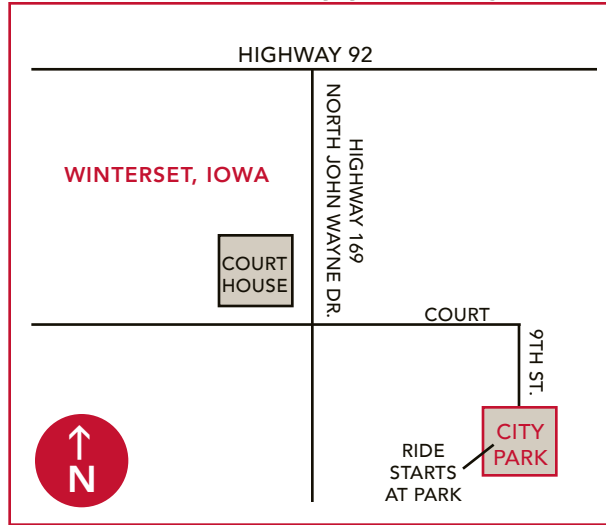 HIGHWAY 92
HIGHWAY 169
NORTH JOHN WAYNE DR.
WINTERSET, IOWA
COURT
HOUSE
COURT
9TH ST.
CITY
PARK
RIDE
STARTS
AT PARK
N